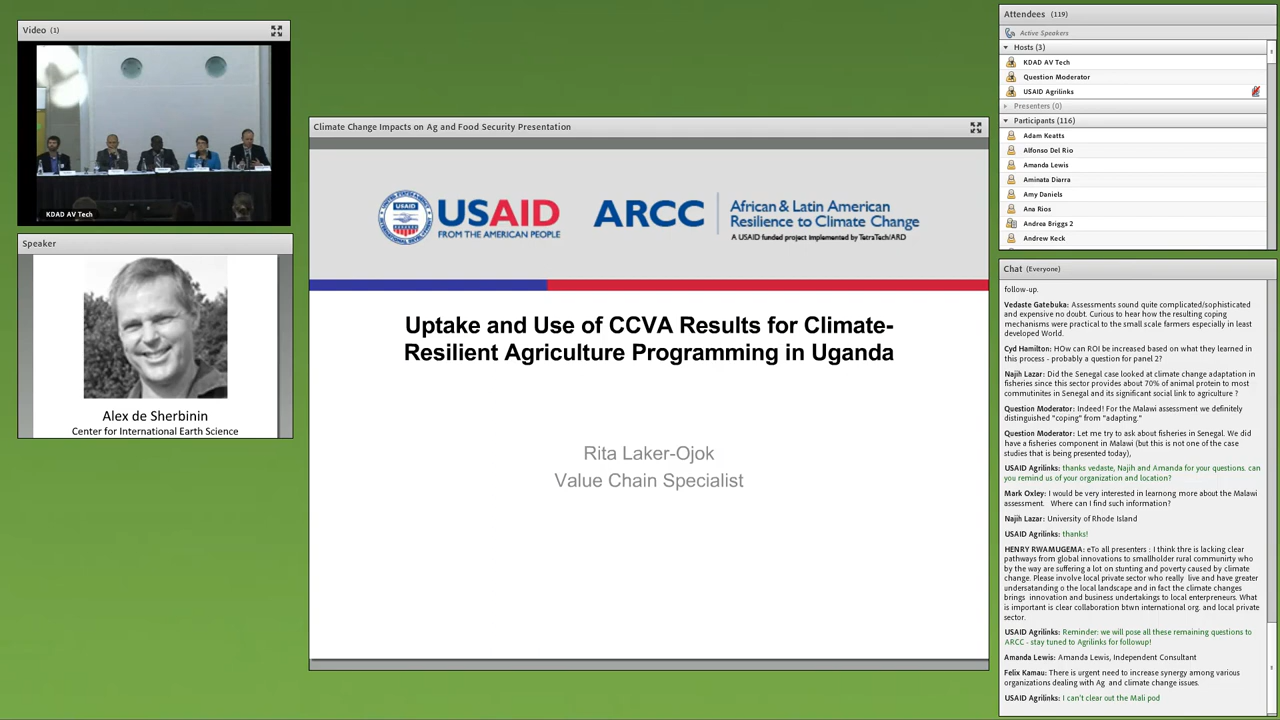 Video (1)
KDAD AV Tech
Speaker
Alex de Sherbinin
Center for International Earth Science
Climate Change Impacts on Ag and Food Security Presentation
USAID
USAID
FROM THE AMERICAN PEOPLE
ARCC
African & Latin American
Resilience to Climate Change
A USAID funded project implemented by TetraTech/ARD
Uptake and Use of CCVA Results for Climate-
Resilient Agriculture Programming in Uganda
Rita Laker-Ojok
Value Chain Specialist
Attendees (119)
Active Speakers
Hosts (3)
KDAD AV Tech
Question Moderator
USAID Agrilinks
Presenters (0)
Participants (116)
Adam Keatts
Alfonso Del Rio
Amanda Lewis
Aminata Diarra
Amy Daniels
Ana Rios
Andrea Briggs 2
Andrew Keck
Chat (Everyone)
follow-up.
Vedaste Gatebuka: Assessments sound quite complicated/sophisticated
and expensive no doubt. Curious to hear how the resulting coping
mechanisms were practical to the small scale farmers especially in least
developed World.
Cyd Hamilton: HOw can ROI be increased based on what they learned in
this process - probably a question for panel 2?
Najih Lazar: Did the Senegal case looked at climate change adaptation in
fisheries since this sector provides about 70% of animal protein to most
commutinites in Senegal and its significant social link to agriculture ?
Question Moderator: Indeed! For the Malawi assessment we definitely
distinguished "coping" from "adapting."
Question Moderator: Let me try to ask about fisheries in Senegal. We did
have a fisheries component in Malawi (but this is not one of the case
studies that is being presented today),
USAID Agrilinks: thanks vedaste, Najih and Amanda for your questions. can
you remind us of your organization and location?
Mark Oxley: I would be very interested in learnong more about the Malawi
assessment. Where can I find such information?
Najih Lazar: University of Rhode Island
USAID Agrilinks: thanks!
HENRY RWAMUGEMA: eTo all presenters : I think thre is lacking clear
pathways from global innovations to smallholder rural communirty who
by the way are suffering a lot on stunting and poverty caused by climate
change. Please involve local private sector who really live and have greater
undersatanding o the local landscape and in fact the climate changes
brings innovation and business undertakings to local enterpreneurs. What
is important is clear collaboration btwn international org. and local private
sector.
USAID Agrilinks: Reminder: we will pose all these remaining questions to
ARCC - stay tuned to Agrilinks for followup!
Amanda Lewis: Amanda Lewis, Independent Consultant
Felix Kamau: There is urgent need to increase synergy among various
organizations dealing with Ag and climate change issues.
USAID Agrilinks: I can't clear out the Mali pod